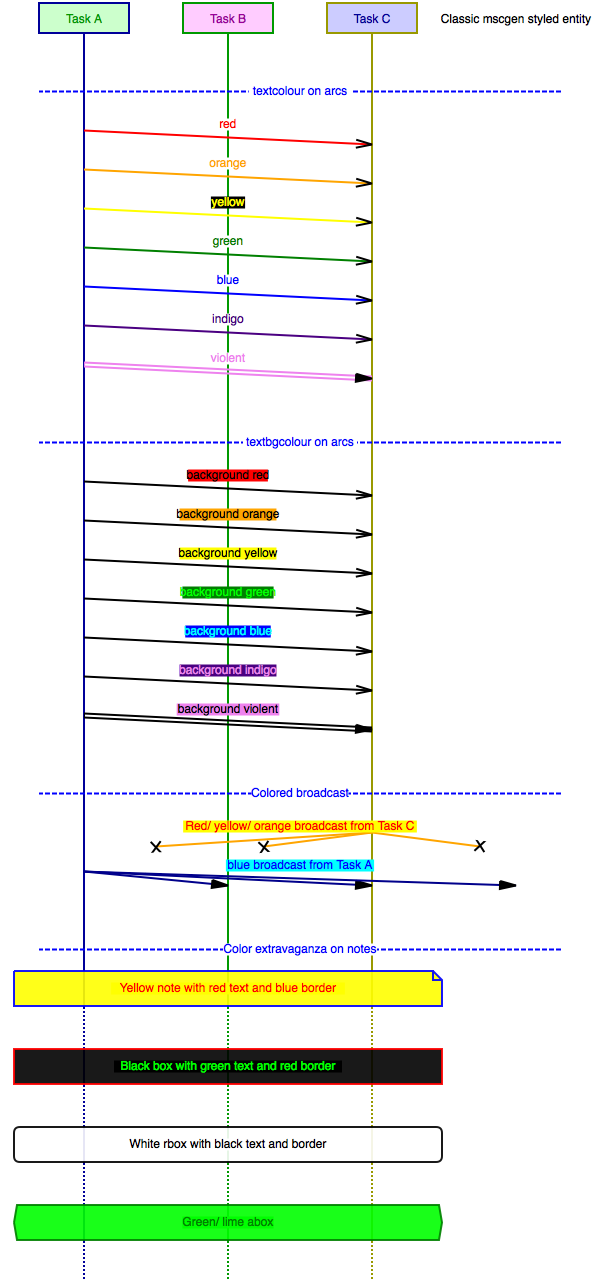 Task A
Task B
Task C
Classic mscgen styled entity
textcolour on arcs
red
orange
yellow
green
blue
indigo
violent
textbgcolour on arcs
background red
background orange
background yellow
background green
background blue
background indigo
background violent
Colored broadcast
Red/ yellow/ orange broadcast from Task C
blue broadcast from Task A
Color extravaganza on notes
Yellow note with red text and blue border
Black box with green text and red border
White rbox with black text and border
Green/ lime abox